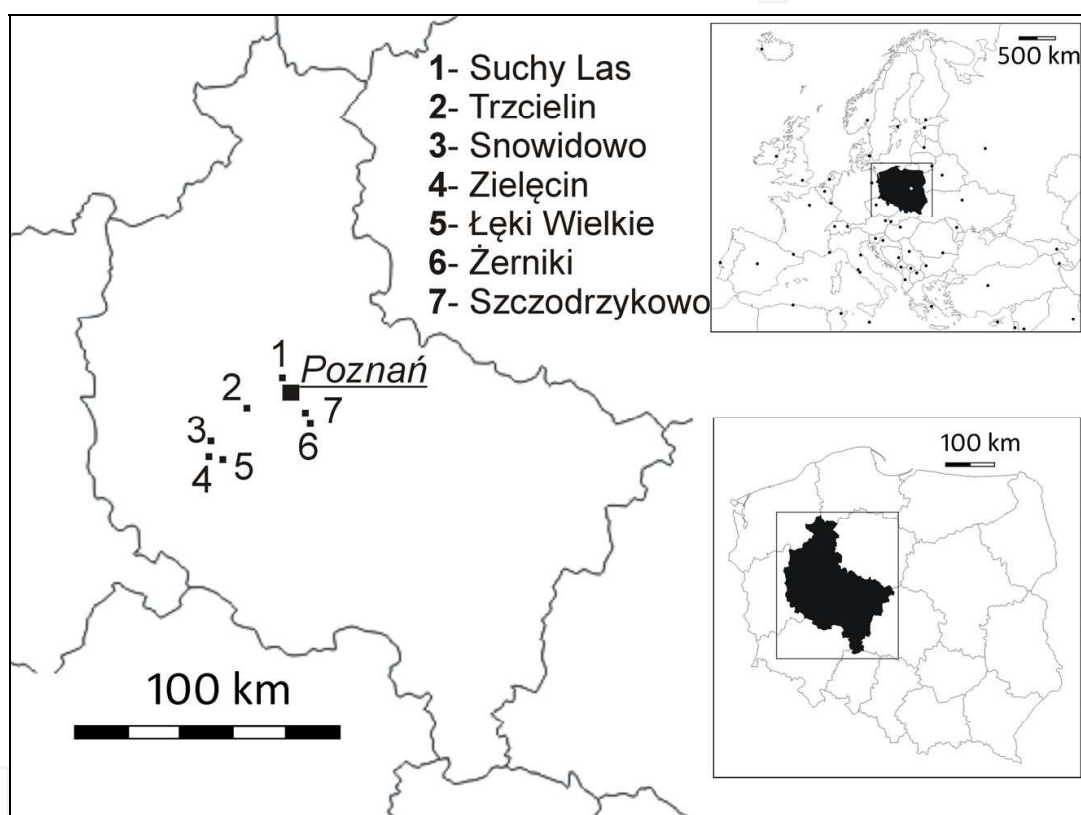 1- Suchy Las
2- Trzcielin
3- Snowidowo
4- Zielęcin
5- Łęki Wielkie
6- Żerniki
7- Szczodrzykowo
1
Poznań
2
7
3
6
4
5
100 km
500 km
100 km